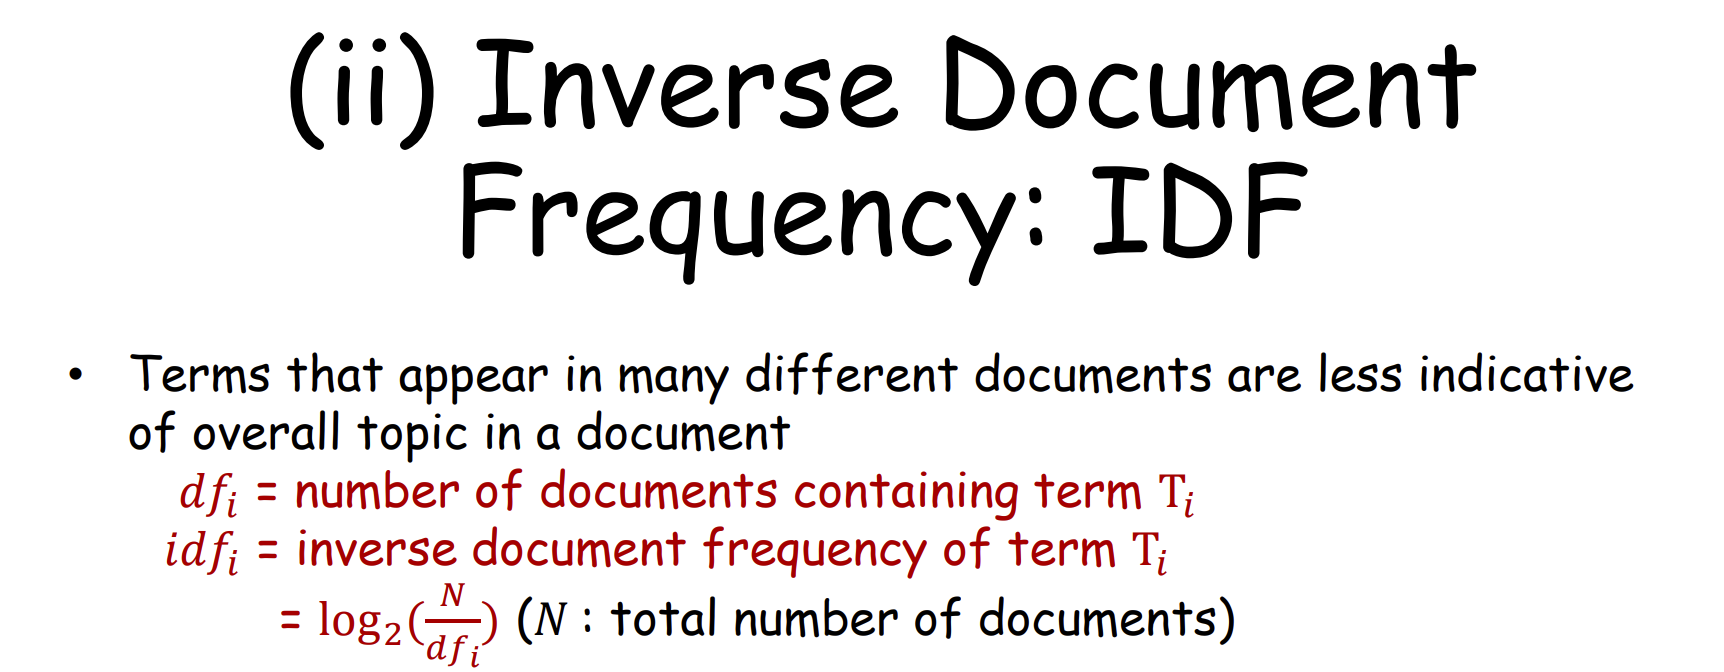 (ii) Inverse Document
Frequency: IDF
• Terms that appear in many different documents are less indicative
of overall topic in a document
df_i = number of documents containing term T_i
idf_i = inverse document frequency of term T_i
= log_2(N/df_i) (N : total number of documents)